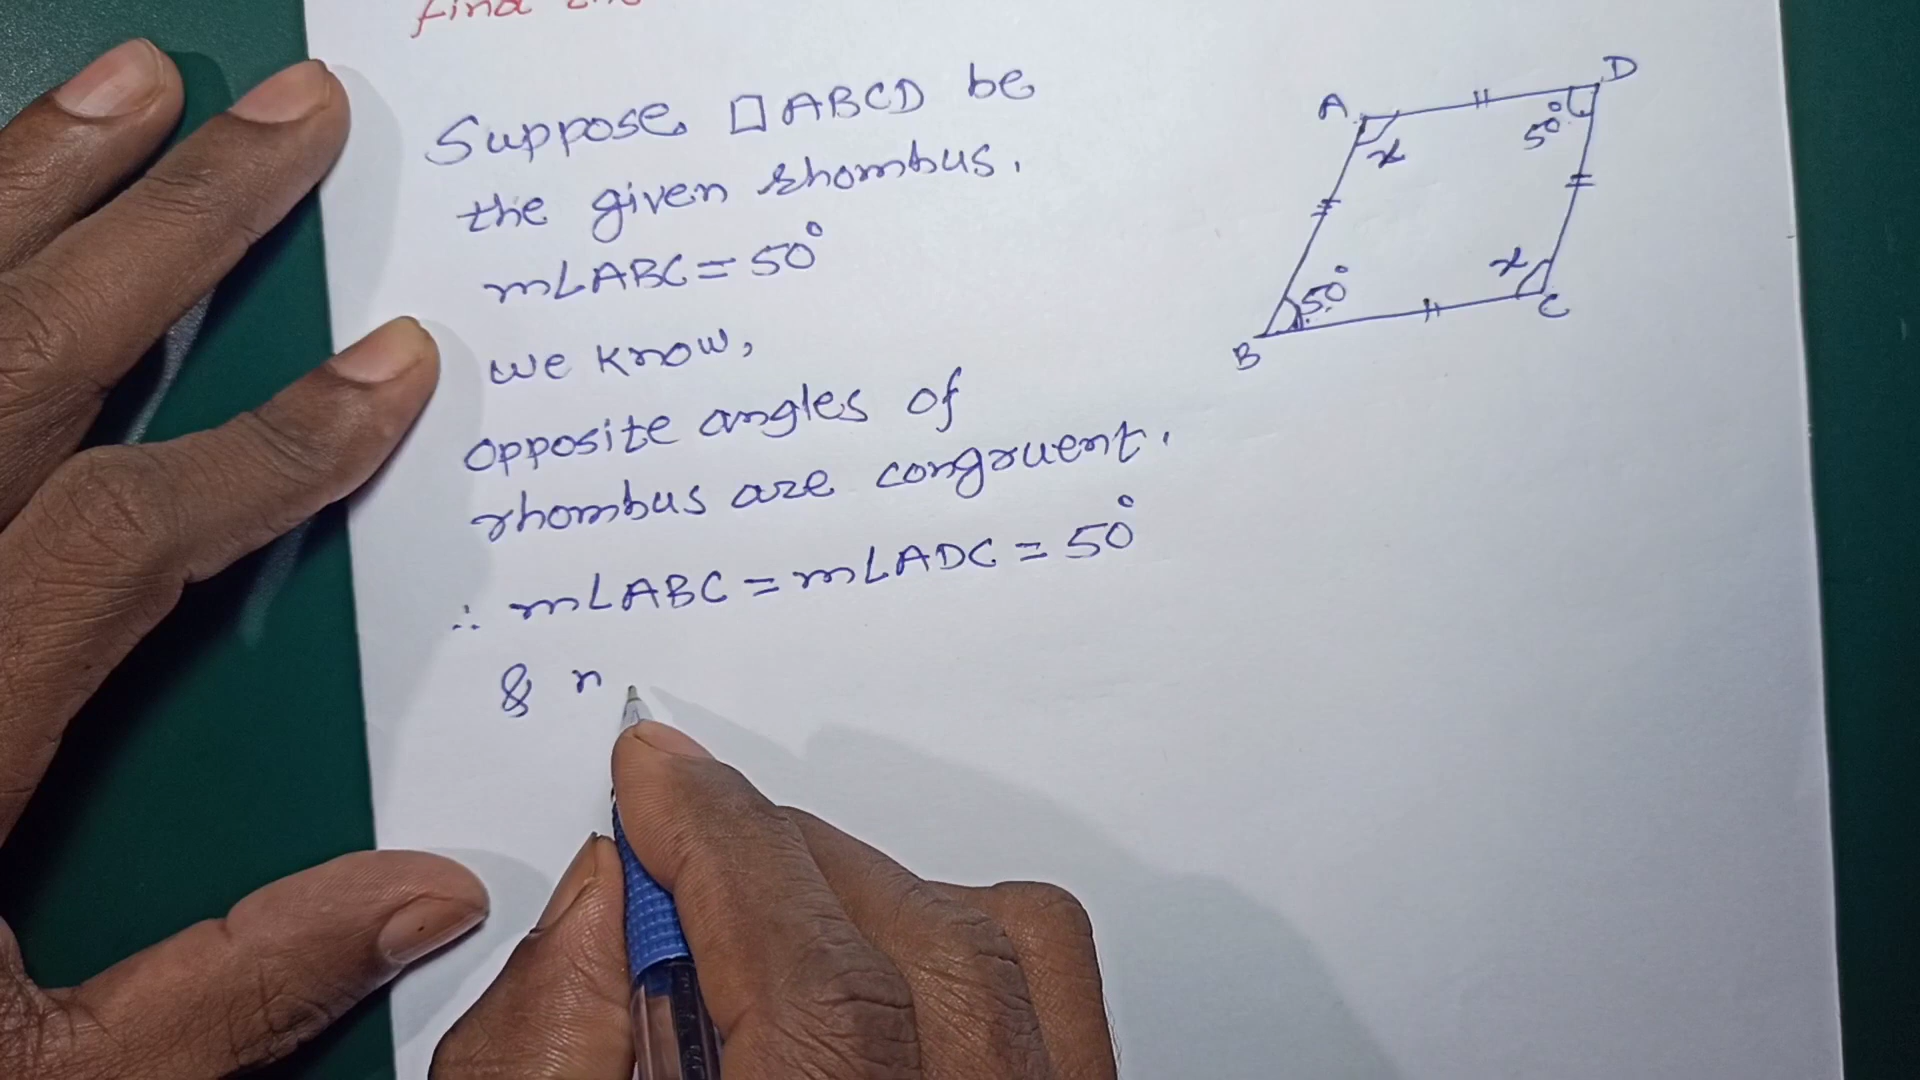 find
Suppose □ABCD be
the given rhombus.
m∠ABC = 50°
we know,
opposite angles of
rhombus are congruent.
∴ m∠ABC = m∠ADC = 50°
&
A
D
x
50°
x
50°
C
B